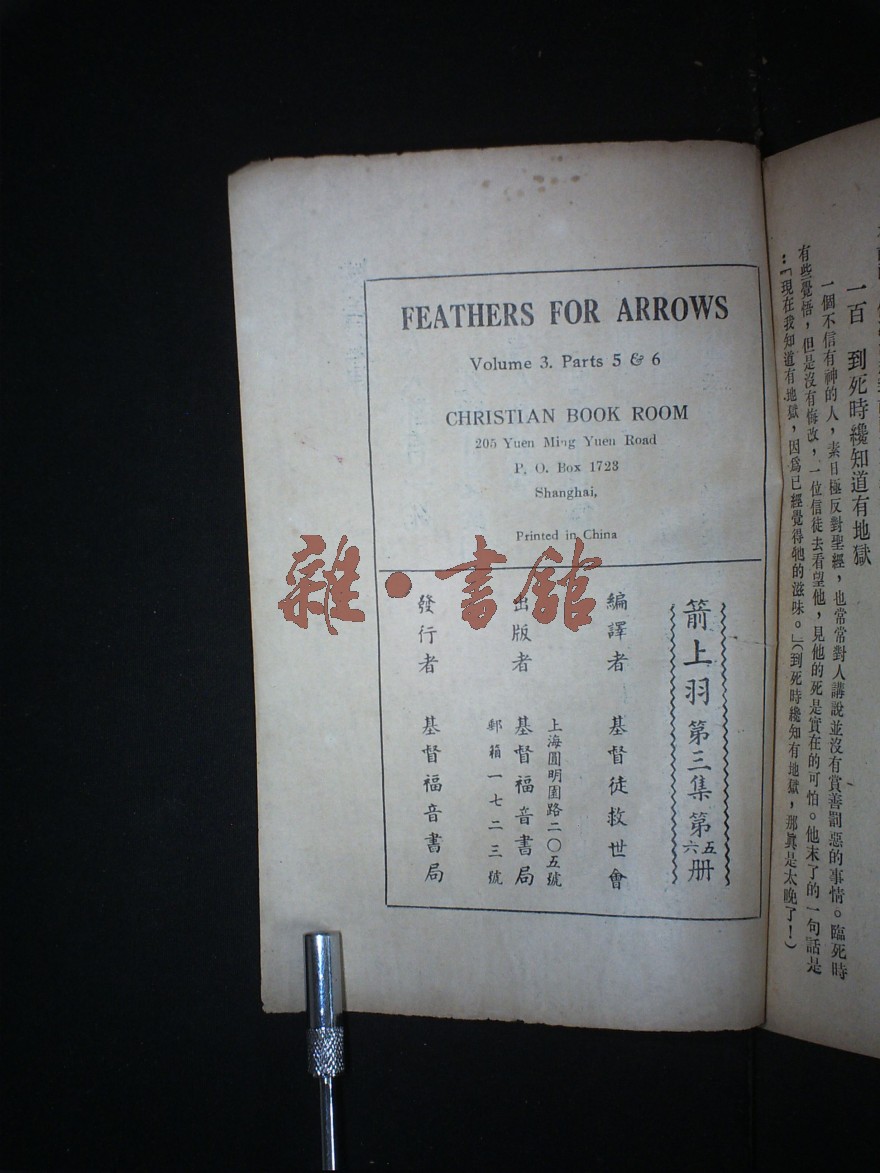 FEATHERS FOR ARROWS
Volume 3. Parts 5 & 6
CHRISTIAN BOOK ROOM
205 Yuen Ming Yuen Road
P. O. Box 1723
Shanghai,
Printed in China
箭上羽 第三集 第五六册
編譯者 基督徒救世會
上海圓明園路二〇五號
出版者 基督福音書局
郵箱一七二三號
發行者 基督福音書局
雜·書館
一百 到死時纔知道有地獄
一個不信有神的人，素日極反對聖經，也常常對人講說並沒有賞善罰惡的事情。臨死時
有些覺悟，但是沒有悔改，一位信徒去看望他，見他的死是實在的可怕。他末了的一句話是
：「現在我知道有地獄，因爲已經覺得牠的滋味。」（到死時纔知有地獄，那眞是太晚了！）